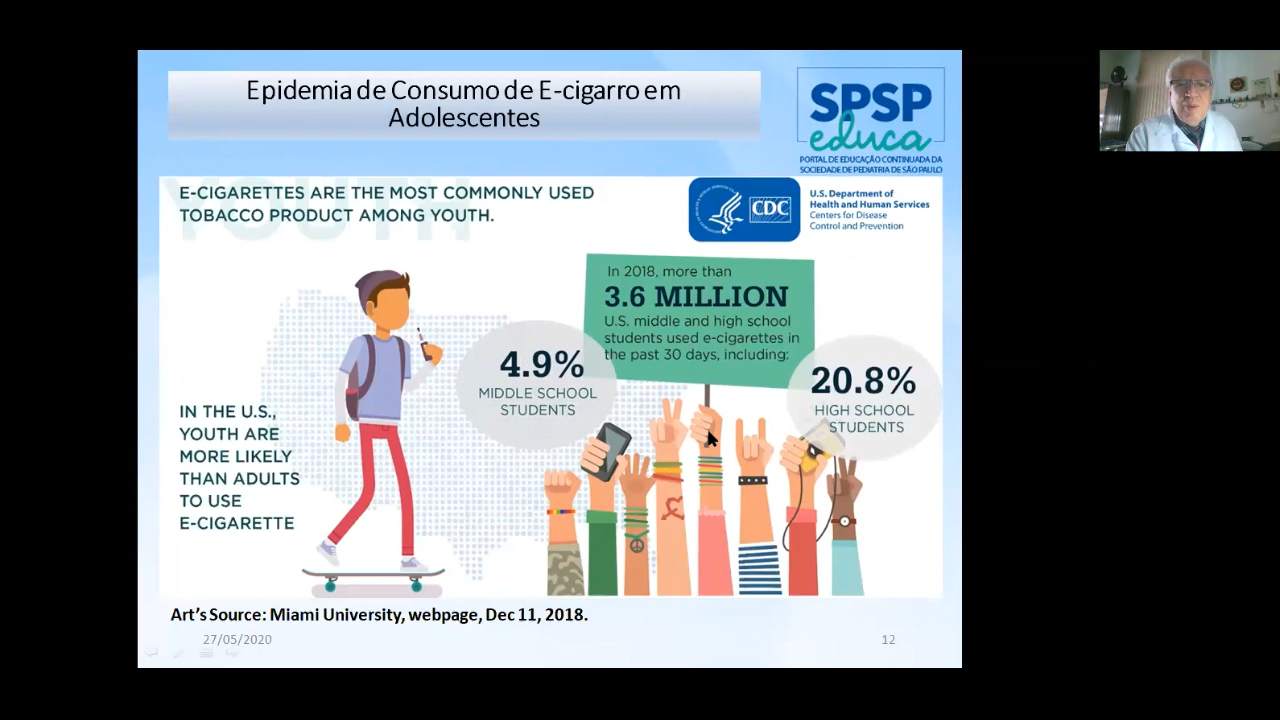 Epidemia de Consumo de E-cigarro em
Adolescentes
SPSP
educa
PORTAL DE EDUCAÇÃO CONTINUADA DA
SOCIEDADE DE PEDIATRIA DE SÃO PAULO
YOUTH
E-CIGARETTES ARE THE MOST COMMONLY USED
TOBACCO PRODUCT AMONG YOUTH.
CDC
U.S. Department of
Health and Human Services
Centers for Disease
Control and Prevention
In 2018, more than
3.6 MILLION
U.S. middle and high school
students used e-cigarettes in
the past 30 days, including:
4.9%
MIDDLE SCHOOL
STUDENTS
20.8%
HIGH SCHOOL
STUDENTS
IN THE U.S.,
YOUTH ARE
MORE LIKELY
THAN ADULTS
TO USE
E-CIGARETTE
Art's Source: Miami University, webpage, Dec 11, 2018.
27/05/2020
12